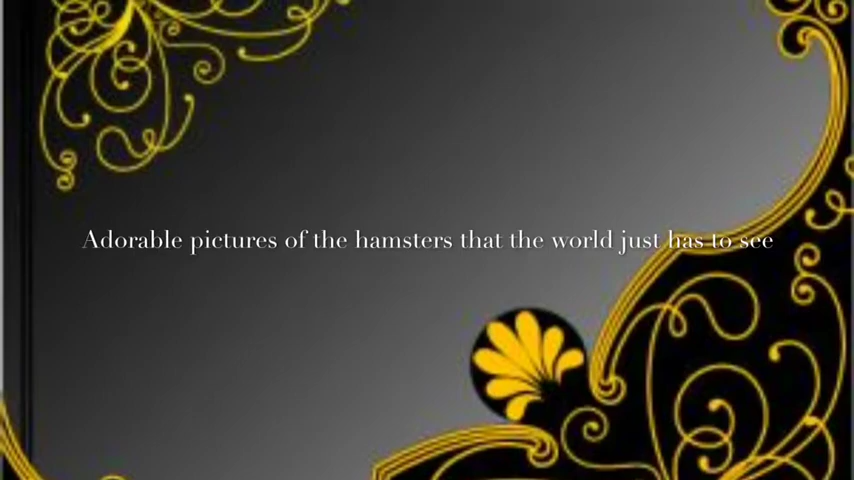 Adorable pictures of the hamsters that the world just has to see